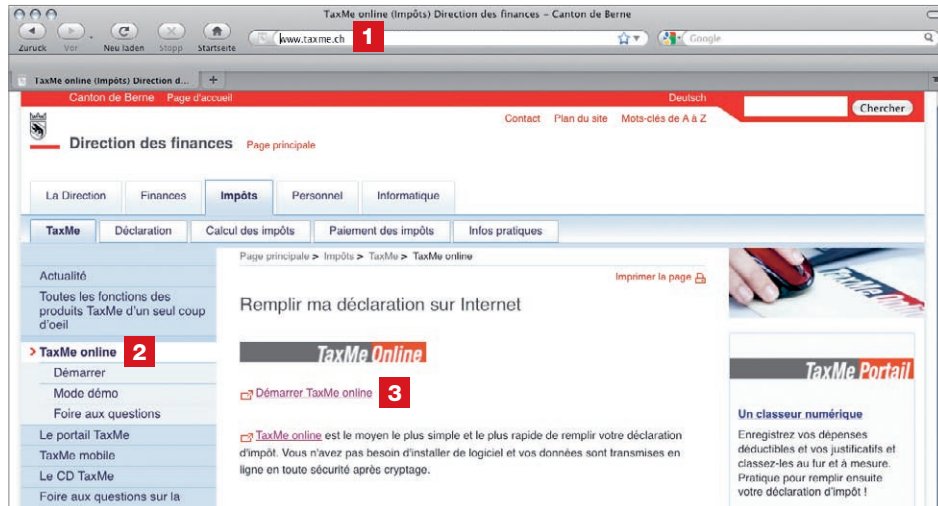 TaxMe online (Impôts) Direction des finances – Canton de Berne
www.taxme.ch
1
Google
Zurück
Vor
Neu laden
Stopp
Startseite
TaxMe online (Impôts) Direction d...
+
Canton de Berne
Page d'accueil
Deutsch
Chercher
Contact
Plan du site
Mots-clés de A à Z
Direction des finances
Page principale
La Direction
Finances
Impôts
Personnel
Informatique
TaxMe
Déclaration
Calcul des impôts
Paiement des impôts
Infos pratiques
Actualité
Toutes les fonctions des
produits TaxMe d'un seul coup
d'oeil
TaxMe online
2
Démarrer
Mode démo
Foire aux questions
Le portail TaxMe
TaxMe mobile
Le CD TaxMe
Foire aux questions sur la
Page principale > Impôts > TaxMe > TaxMe online
Imprimer la page
Remplir ma déclaration sur Internet
TaxMe Online
Démarrer TaxMe online
3
TaxMe online est le moyen le plus simple et le plus rapide de remplir votre déclaration
d'impôt. Vous n'avez pas besoin d'installer de logiciel et vos données sont transmises en
ligne en toute sécurité après cryptage.
TaxMe
TaxMe Portail
Un classeur numérique
Enregistrez vos dépenses
déductibles et vos justificatifs et
classez-les au fur et à mesure.
Pratique pour remplir ensuite
votre déclaration d'impôt !